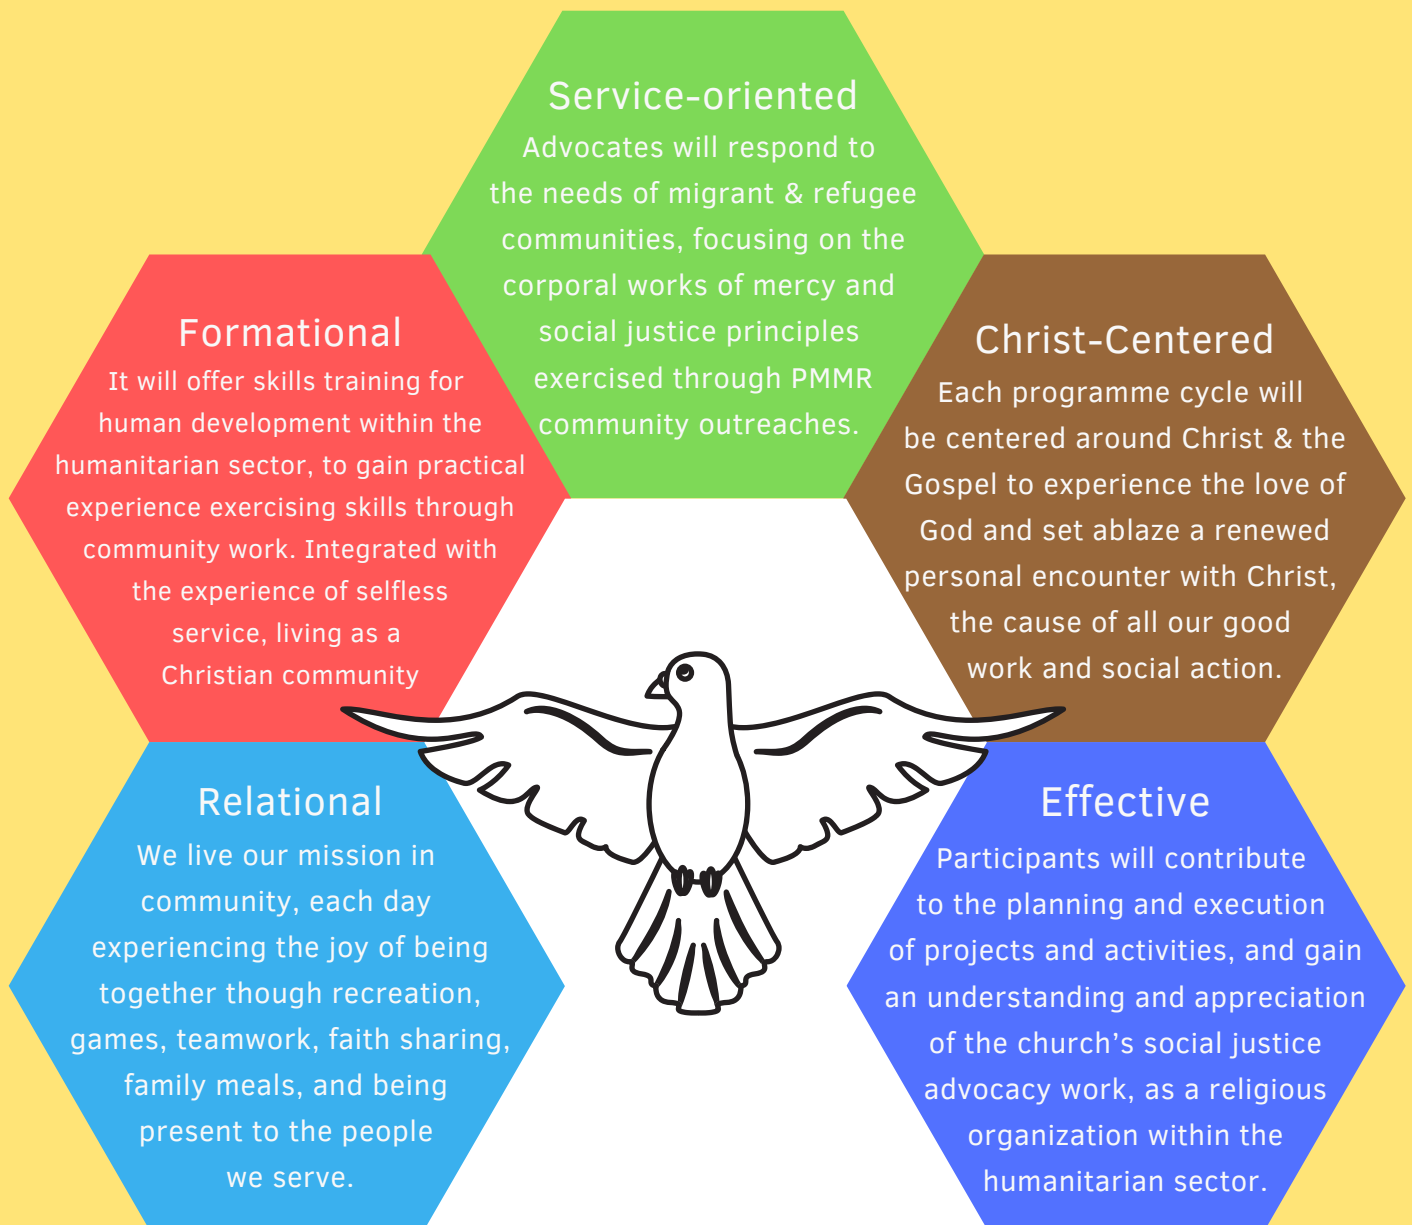 Service-oriented
Advocates will respond to
the needs of migrant & refugee
communities, focusing on the
corporal works of mercy and
social justice principles
exercised through PMMR
community outreaches.
Formational
It will offer skills training for
human development within the
humanitarian sector, to gain practical
experience exercising skills through
community work. Integrated with
the experience of selfless
service, living as a
Christian community
Christ-Centered
Each programme cycle will
be centered around Christ & the
Gospel to experience the love of
God and set ablaze a renewed
personal encounter with Christ,
the cause of all our good
work and social action.
Relational
We live our mission in
community, each day
experiencing the joy of being
together though recreation,
games, teamwork, faith sharing,
family meals, and being
present to the people
we serve.
Effective
Participants will contribute
to the planning and execution
of projects and activities, and gain
an understanding and appreciation
of the church’s social justice
advocacy work, as a religious
organization within the
humanitarian sector.